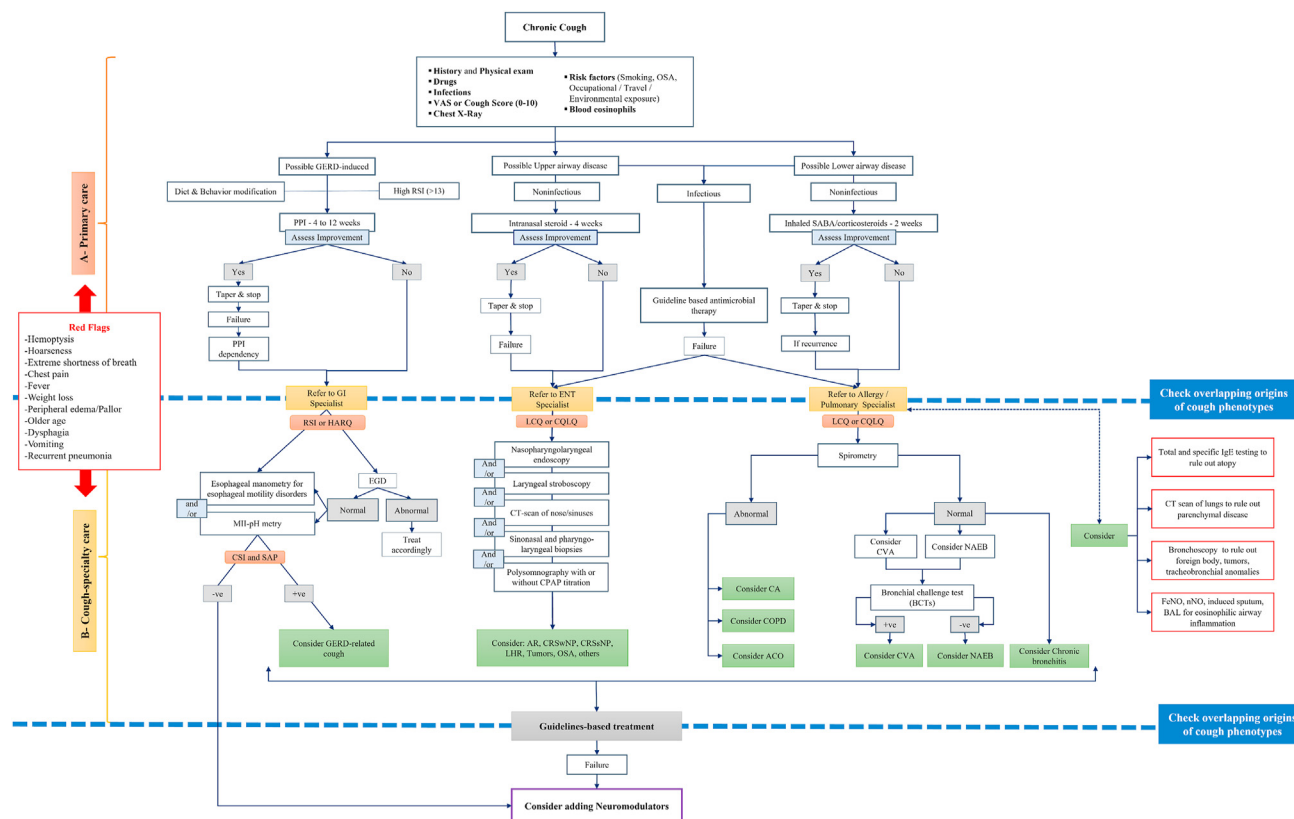 Chronic Cough
▪ History and Physical exam
▪ Drugs
▪ Infections
▪ VAS or Cough Score (0-10)
▪ Chest X-Ray
▪ Risk factors (Smoking, OSA,
Occupational / Travel /
Environmental exposure)
▪ Blood eosinophils
A- Primary care
Possible GERD-induced
Possible Upper airway disease
Possible Lower airway disease
Diet & Behavior modification
High RSI (>13)
Noninfectious
Infectious
Noninfectious
PPI - 4 to 12 weeks
Assess Improvement
Intranasal steroid - 4 weeks
Assess Improvement
Inhaled SABA/corticosteroids - 2 weeks
Assess Improvement
Yes
No
Yes
No
Yes
No
Taper & stop
Failure
PPI
dependency
Taper & stop
Failure
Guideline based antimicrobial
therapy
Failure
Taper & stop
If recurrence
Red Flags
-Hemoptysis
-Hoarseness
-Extreme shortness of breath
-Chest pain
-Fever
-Weight loss
-Peripheral edema/Pallor
-Older age
-Dysphagia
-Vomiting
-Recurrent pneumonia
Refer to GI
Specialist
Refer to ENT
Specialist
Refer to Allergy /
Pulmonary Specialist
Check overlapping origins
of cough phenotypes
B- Cough-specialty care
RSI or HARQ
LCQ or CQLQ
LCQ or CQLQ
Esophageal manometry for
esophageal motility disorders
and
/or
MII-pH metry
EGD
Normal
Abnormal
Treat
accordingly
CSI and SAP
-ve
+ve
Consider GERD-related
cough
Nasopharyngolaryngeal
endoscopy
And
/or
Laryngeal stroboscopy
And
/or
CT-scan of nose/sinuses
And
/or
Sinonasal and pharyngo-
laryngeal biopsies
And
/or
Polysomnography with or
without CPAP titration
Consider: AR, CRSwNP, CRSsNP,
LHR, Tumors, OSA, others
Spirometry
Abnormal
Normal
Consider CA
Consider COPD
Consider ACO
Consider
CVA
Consider NAEB
Bronchial challenge test
(BCTs)
+ve
-ve
Consider CVA
Consider NAEB
Consider Chronic
bronchitis
Consider
Total and specific IgE testing to
rule out atopy
CT scan of lungs to rule out
parenchymal disease
Bronchoscopy to rule out
foreign body, tumors,
tracheobronchial anomalies
FeNO, nNO, induced sputum,
BAL for eosinophilic airway
inflammation
Guidelines-based treatment
Check overlapping origins
of cough phenotypes
Failure
Consider adding Neuromodulators